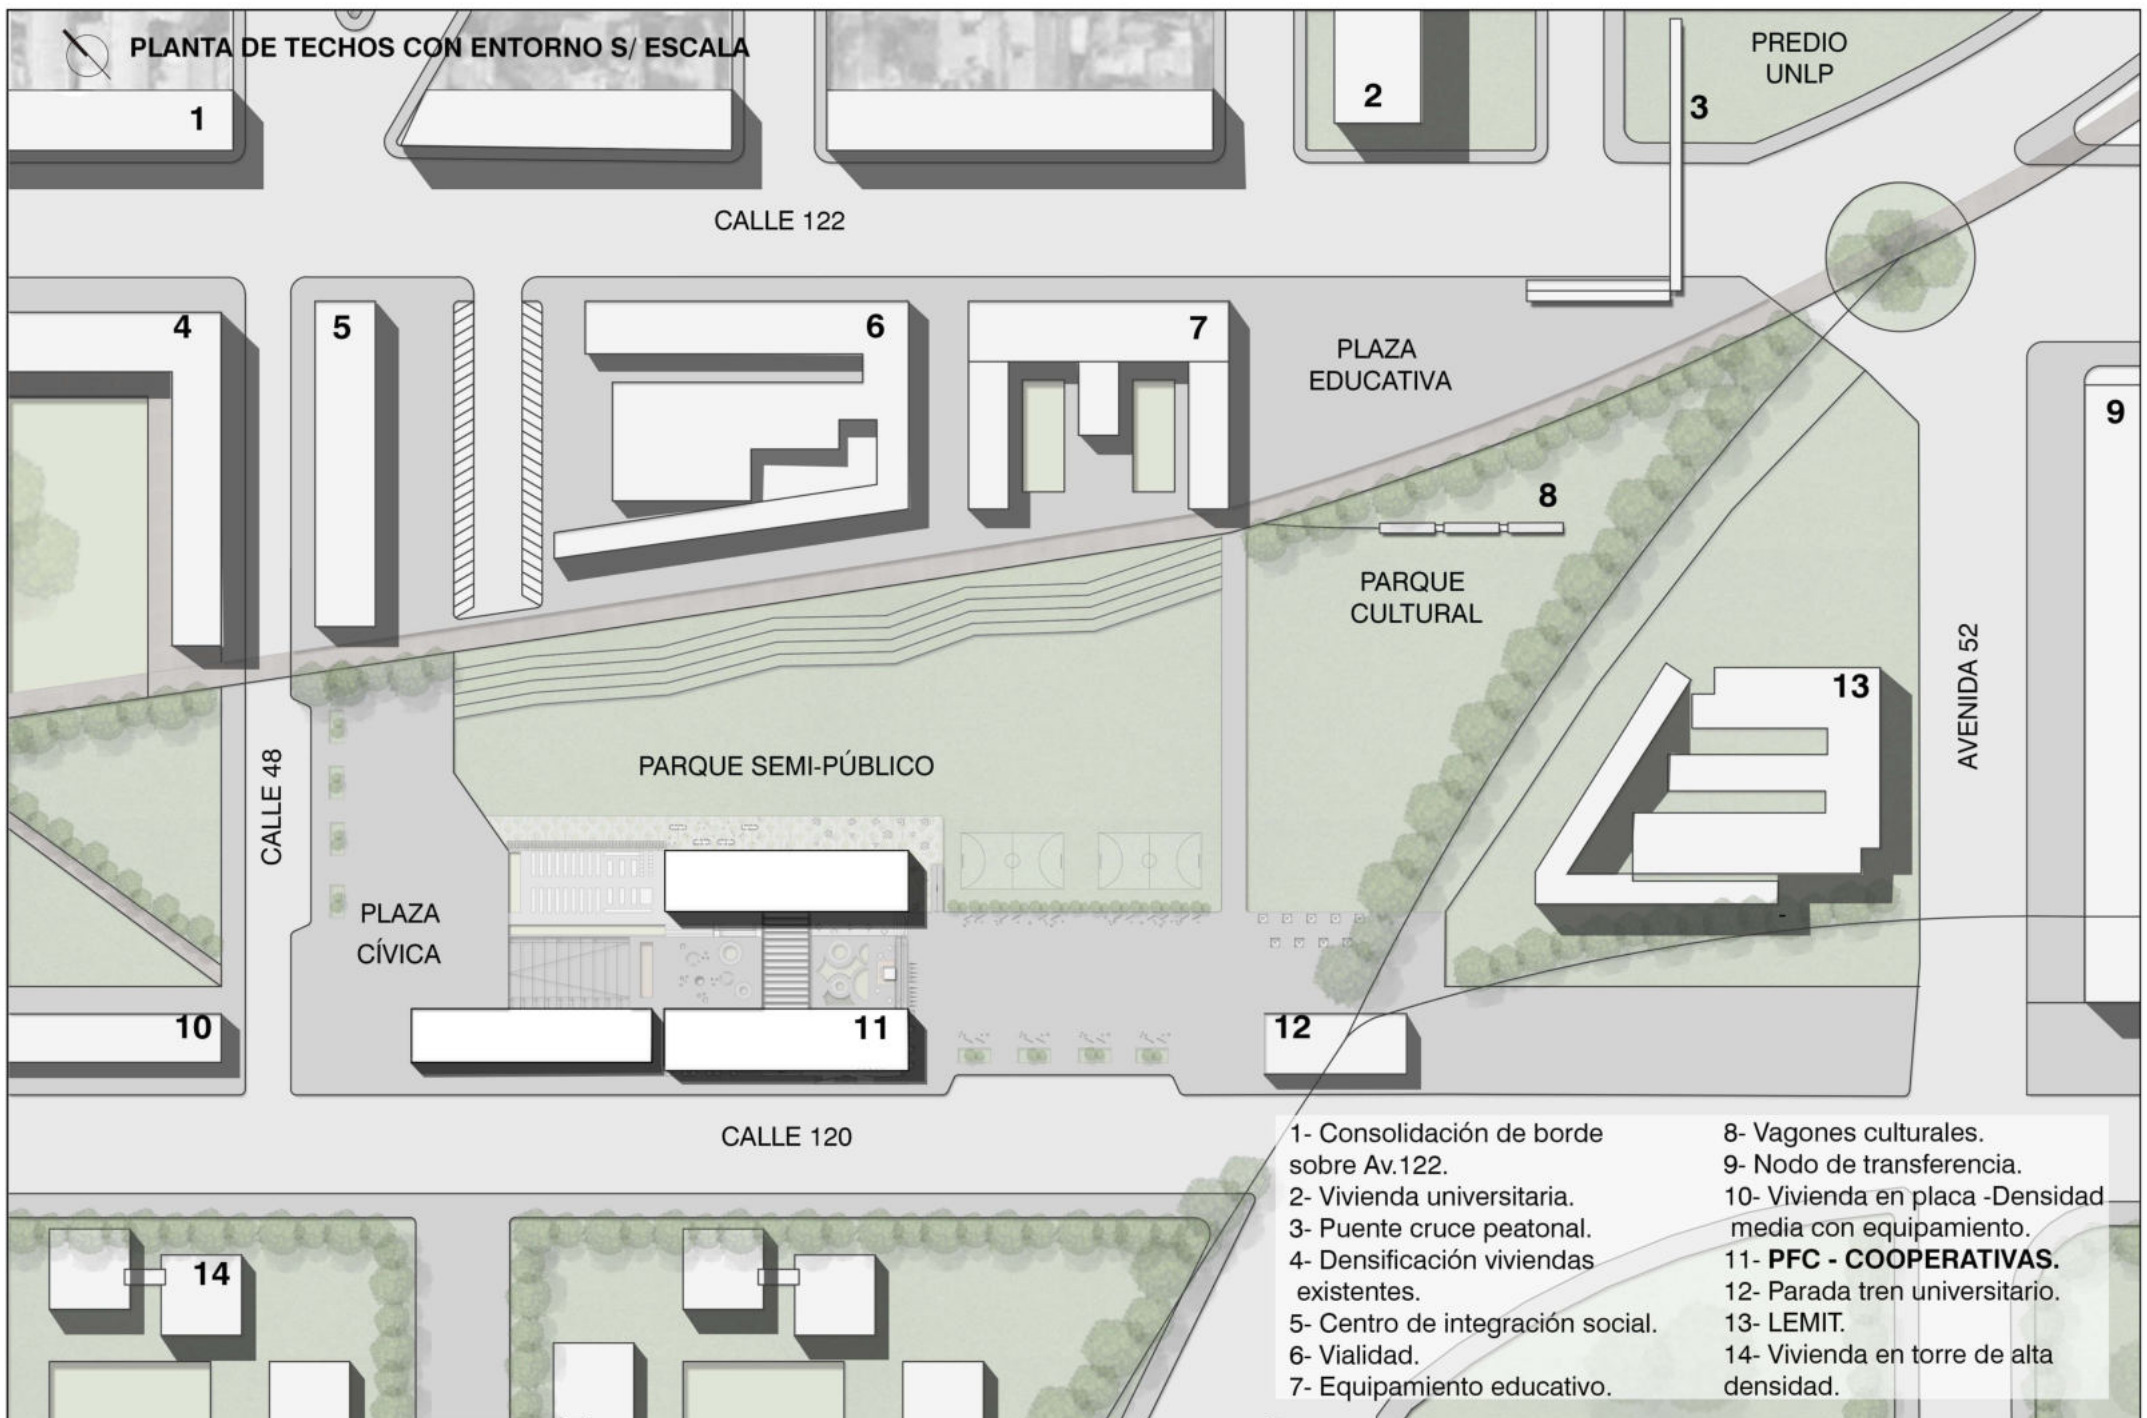 PLANTA DE TECHOS CON ENTORNO S/ ESCALA
PREDIO
UNLP
1
2
3
CALLE 122
4
5
6
7
PLAZA
EDUCATIVA
9
8
PARQUE
CULTURAL
AVENIDA 52
13
PARQUE SEMI-PÚBLICO
CALLE 48
PLAZA
CÍVICA
10
11
12
CALLE 120
14
1- Consolidación de borde
sobre Av.122.
2- Vivienda universitaria.
3- Puente cruce peatonal.
4- Densificación viviendas
existentes.
5- Centro de integración social.
6- Vialidad.
7- Equipamiento educativo.
8- Vagones culturales.
9- Nodo de transferencia.
10- Vivienda en placa -Densidad
media con equipamiento.
11- PFC - COOPERATIVAS.
12- Parada tren universitario.
13- LEMIT.
14- Vivienda en torre de alta
densidad.